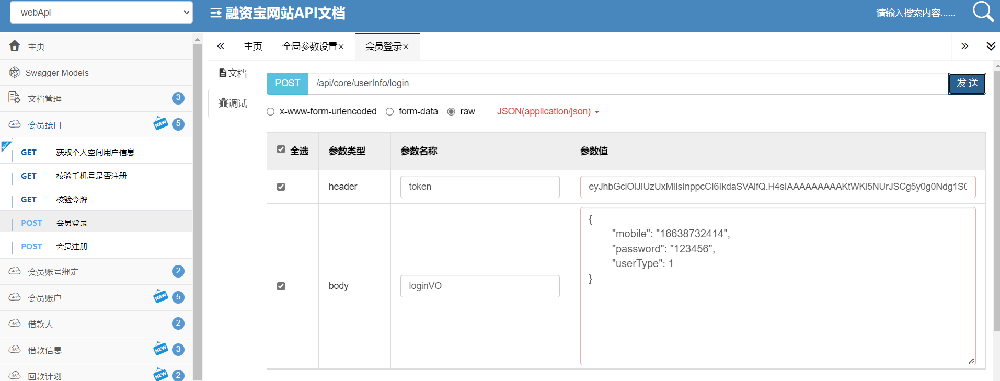 webApi
融资宝网站API文档
请输入搜索内容......
主页
Swagger Models
文档管理
3
会员接口
NEW
5
NEW
GET 获取个人空间用户信息
GET 校验手机号是否注册
GET 校验令牌
POST 会员登录
POST 会员注册
会员账号绑定
2
会员账户
NEW
5
借款人
2
借款信息
NEW
3
回款计划
NEW
2
主页
全局参数设置×
会员登录×
文档
调试
POST /api/core/userInfo/login 发送
x-www-form-urlencoded form-data raw JSON(application/json)
全选 参数类型 参数名称 参数值
header token
body loginVO
{
"mobile": "16638732414",
"password": "123456",
"userType": 1
}